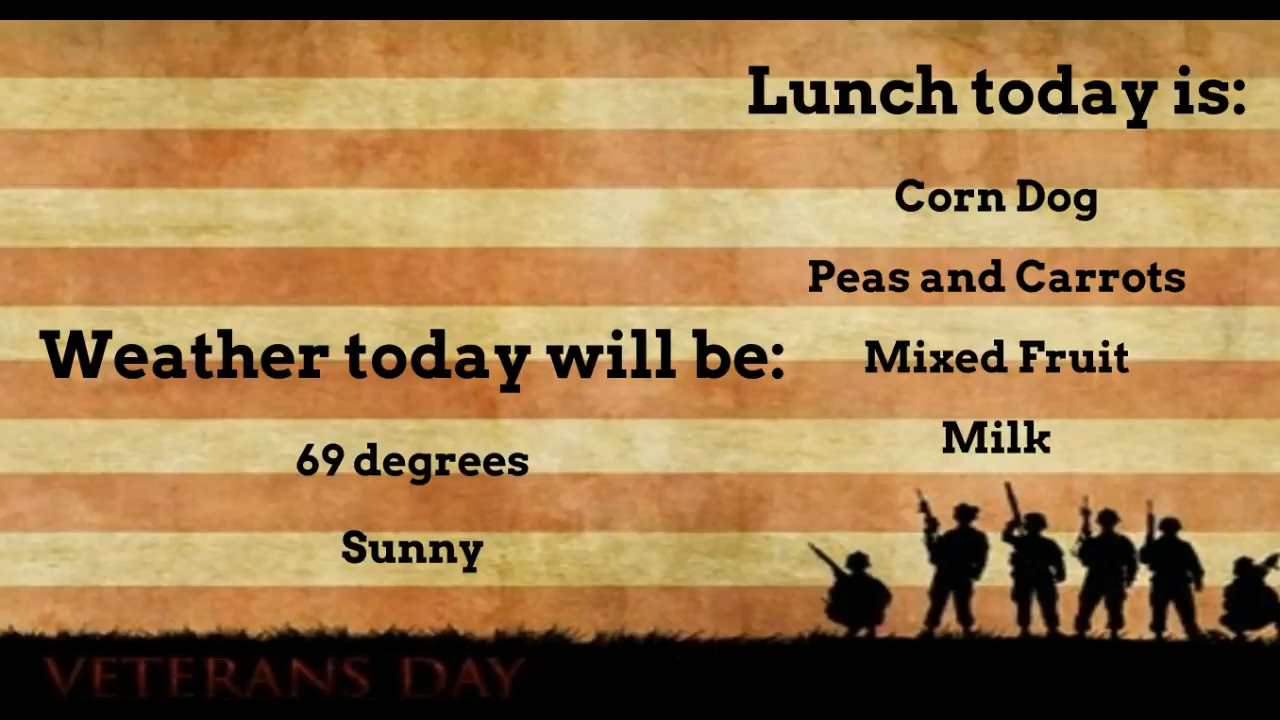 Lunch today is:
Corn Dog
Peas and Carrots
Mixed Fruit
Milk
Weather today will be:
69 degrees
Sunny
VETERANS DAY